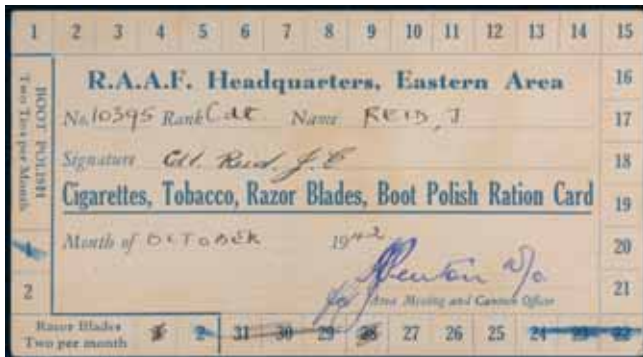 1 2 3 4 5 6 7 8 9 10 11 12 13 14 15
R.A.A.F. Headquarters, Eastern Area
16
No. 10395 Rank Cdt Name REID, J
17
Signature Cdt. Reid. J. C
18
Cigarettes, Tobacco, Razor Blades, Boot Polish Ration Card
19
Month of OCTOBER 1942
20
Area Messing and Canteen Officer
21
BOOT POLISH
Two Tins per Month
1
2
Razor Blades
Two per month
1 2 31 30 29 28 27 26 25 24 23 22